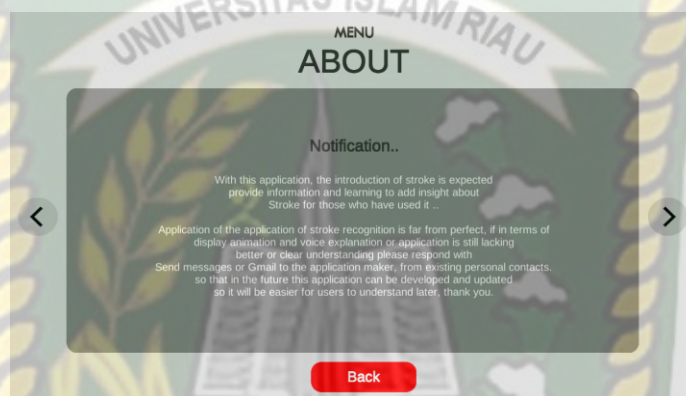 UNIVERSITAS ISLAM RIAU
MENU
ABOUT
Notification..
With this application, the introduction of stroke is expected
provide information and learning to add insight about
Stroke for those who have used it ..
Application of the application of stroke recognition is far from perfect, if in terms of
display animation and voice explanation or application is still lacking
better or clear understanding please respond with
Send messages or Gmail to the application maker, from existing personal contacts.
so that in the future this application can be developed and updated
so it will be easier for users to understand later, thank you.
Back